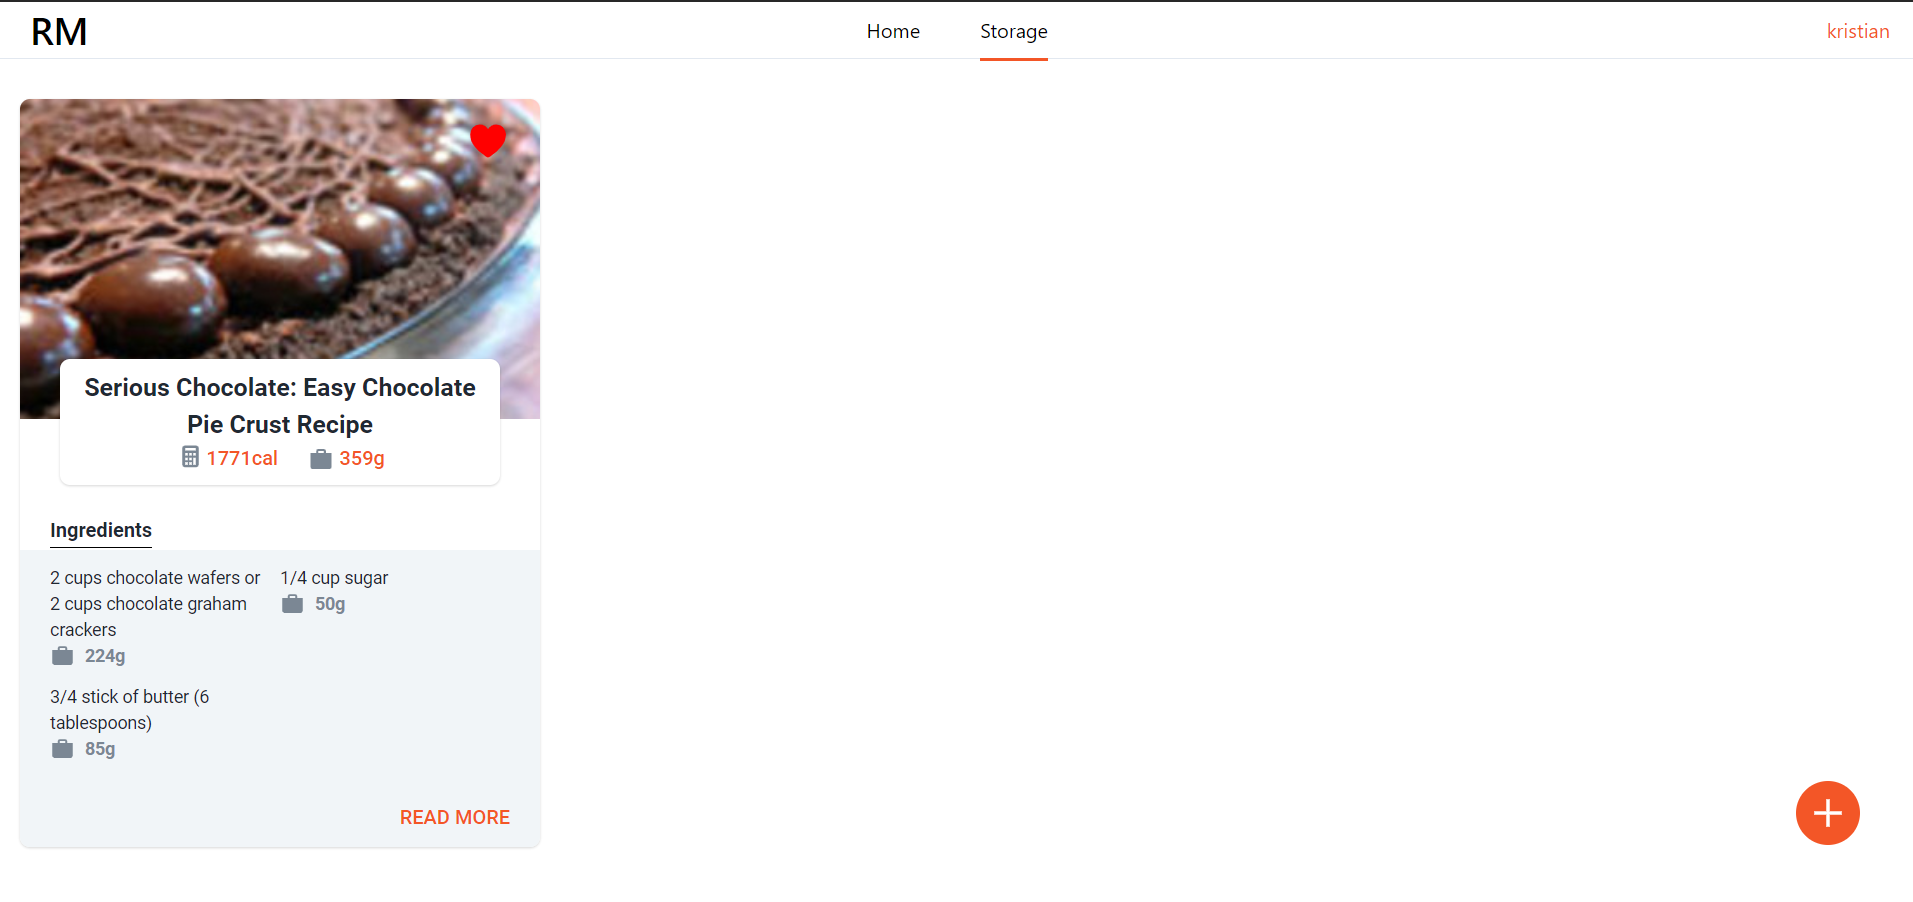 RM
Home
Storage
kristian
Serious Chocolate: Easy Chocolate
Pie Crust Recipe
1771cal
359g
Ingredients
2 cups chocolate wafers or
2 cups chocolate graham
crackers
224g
1/4 cup sugar
50g
3/4 stick of butter (6
tablespoons)
85g
READ MORE